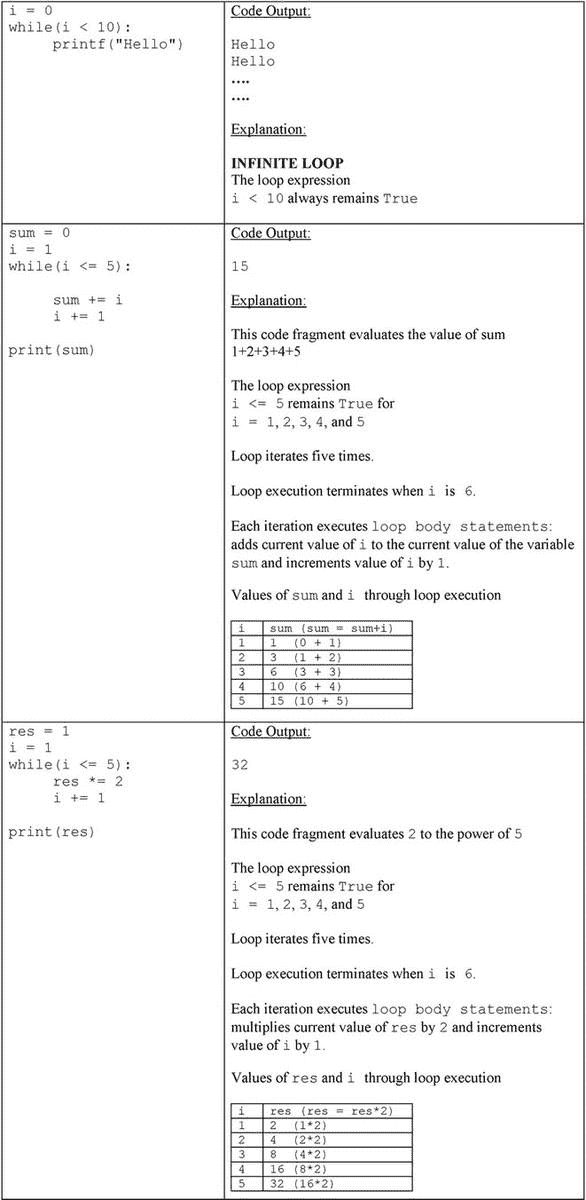 i = 0
while(i < 10):
printf("Hello")
Code Output:
Hello
Hello
....
....
Explanation:
INFINITE LOOP
The loop expression
i < 10 always remains True
sum = 0
i = 1
while(i <= 5):
sum += i
i += 1
print(sum)
Code Output:
15
Explanation:
This code fragment evaluates the value of sum
1+2+3+4+5
The loop expression
i <= 5 remains True for
i = 1, 2, 3, 4, and 5
Loop iterates five times.
Loop execution terminates when i is 6.
Each iteration executes loop body statements:
adds current value of i to the current value of the variable
sum and increments value of i by 1.
Values of sum and i through loop execution
i sum (sum = sum+i)
1 1 (0 + 1)
2 3 (1 + 2)
3 6 (3 + 3)
4 10 (6 + 4)
5 15 (10 + 5)
res = 1
i = 1
while(i <= 5):
res *= 2
i += 1
print(res)
Code Output:
32
Explanation:
This code fragment evaluates 2 to the power of 5
The loop expression
i <= 5 remains True for
i = 1, 2, 3, 4, and 5
Loop iterates five times.
Loop execution terminates when i is 6.
Each iteration executes loop body statements:
multiplies current value of res by 2 and increments
value of i by 1.
Values of res and i through loop execution
i res (res = res*2)
1 2 (1*2)
2 4 (2*2)
3 8 (4*2)
4 16 (8*2)
5 32 (16*2)